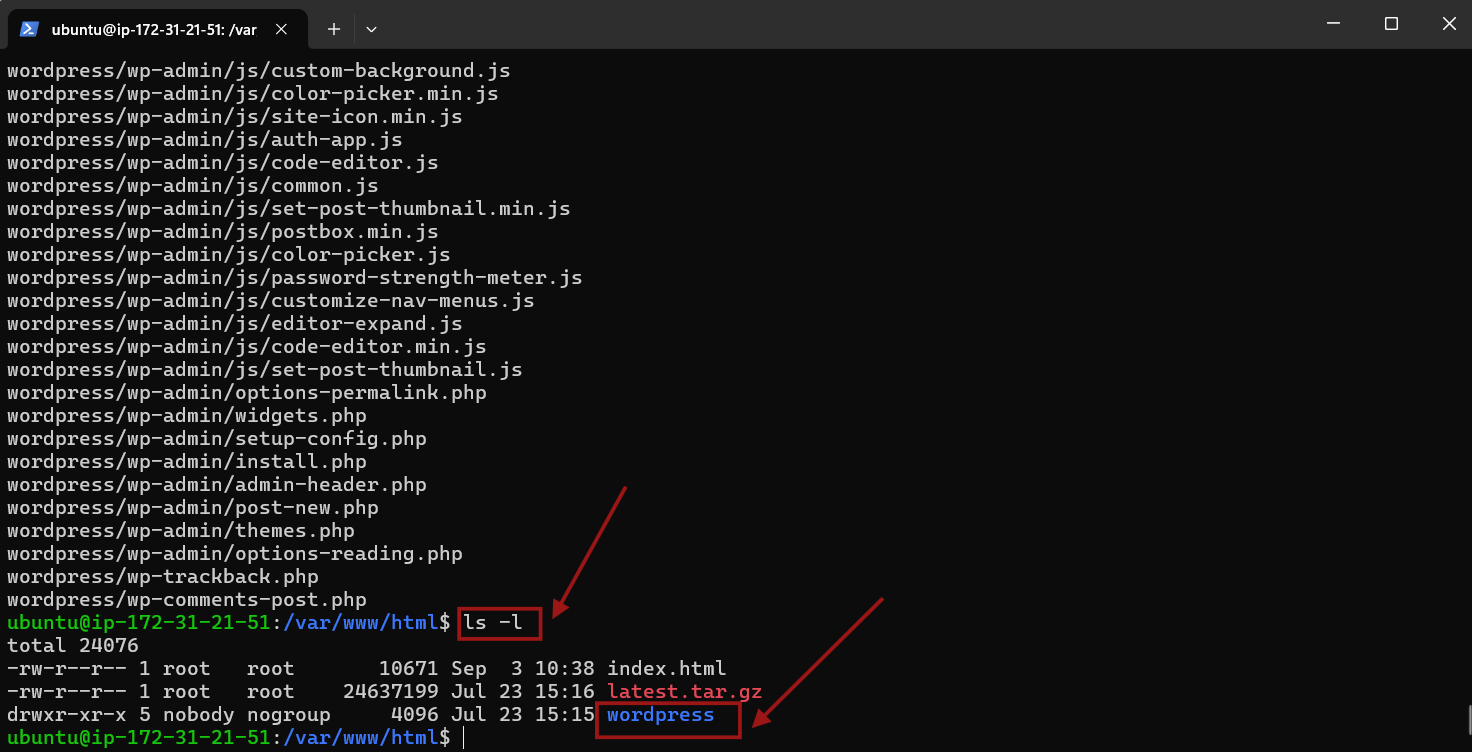 ubuntu@ip-172-31-21-51: /var
wordpress/wp-admin/js/custom-background.js
wordpress/wp-admin/js/color-picker.min.js
wordpress/wp-admin/js/site-icon.min.js
wordpress/wp-admin/js/auth-app.js
wordpress/wp-admin/js/code-editor.js
wordpress/wp-admin/js/common.js
wordpress/wp-admin/js/set-post-thumbnail.min.js
wordpress/wp-admin/js/postbox.min.js
wordpress/wp-admin/js/color-picker.js
wordpress/wp-admin/js/password-strength-meter.js
wordpress/wp-admin/js/customize-nav-menus.js
wordpress/wp-admin/js/editor-expand.js
wordpress/wp-admin/js/code-editor.min.js
wordpress/wp-admin/js/set-post-thumbnail.js
wordpress/wp-admin/options-permalink.php
wordpress/wp-admin/widgets.php
wordpress/wp-admin/setup-config.php
wordpress/wp-admin/install.php
wordpress/wp-admin/admin-header.php
wordpress/wp-admin/post-new.php
wordpress/wp-admin/themes.php
wordpress/wp-admin/options-reading.php
wordpress/wp-trackback.php
wordpress/wp-comments-post.php
ubuntu@ip-172-31-21-51:/var/www/html$ ls -l
total 24076
-rw-r--r-- 1 root   root       10671 Sep  3 10:38 index.html
-rw-r--r-- 1 root   root    24637199 Jul 23 15:16 latest.tar.gz
drwxr-xr-x 5 nobody nogroup     4096 Jul 23 15:15 wordpress
ubuntu@ip-172-31-21-51:/var/www/html$